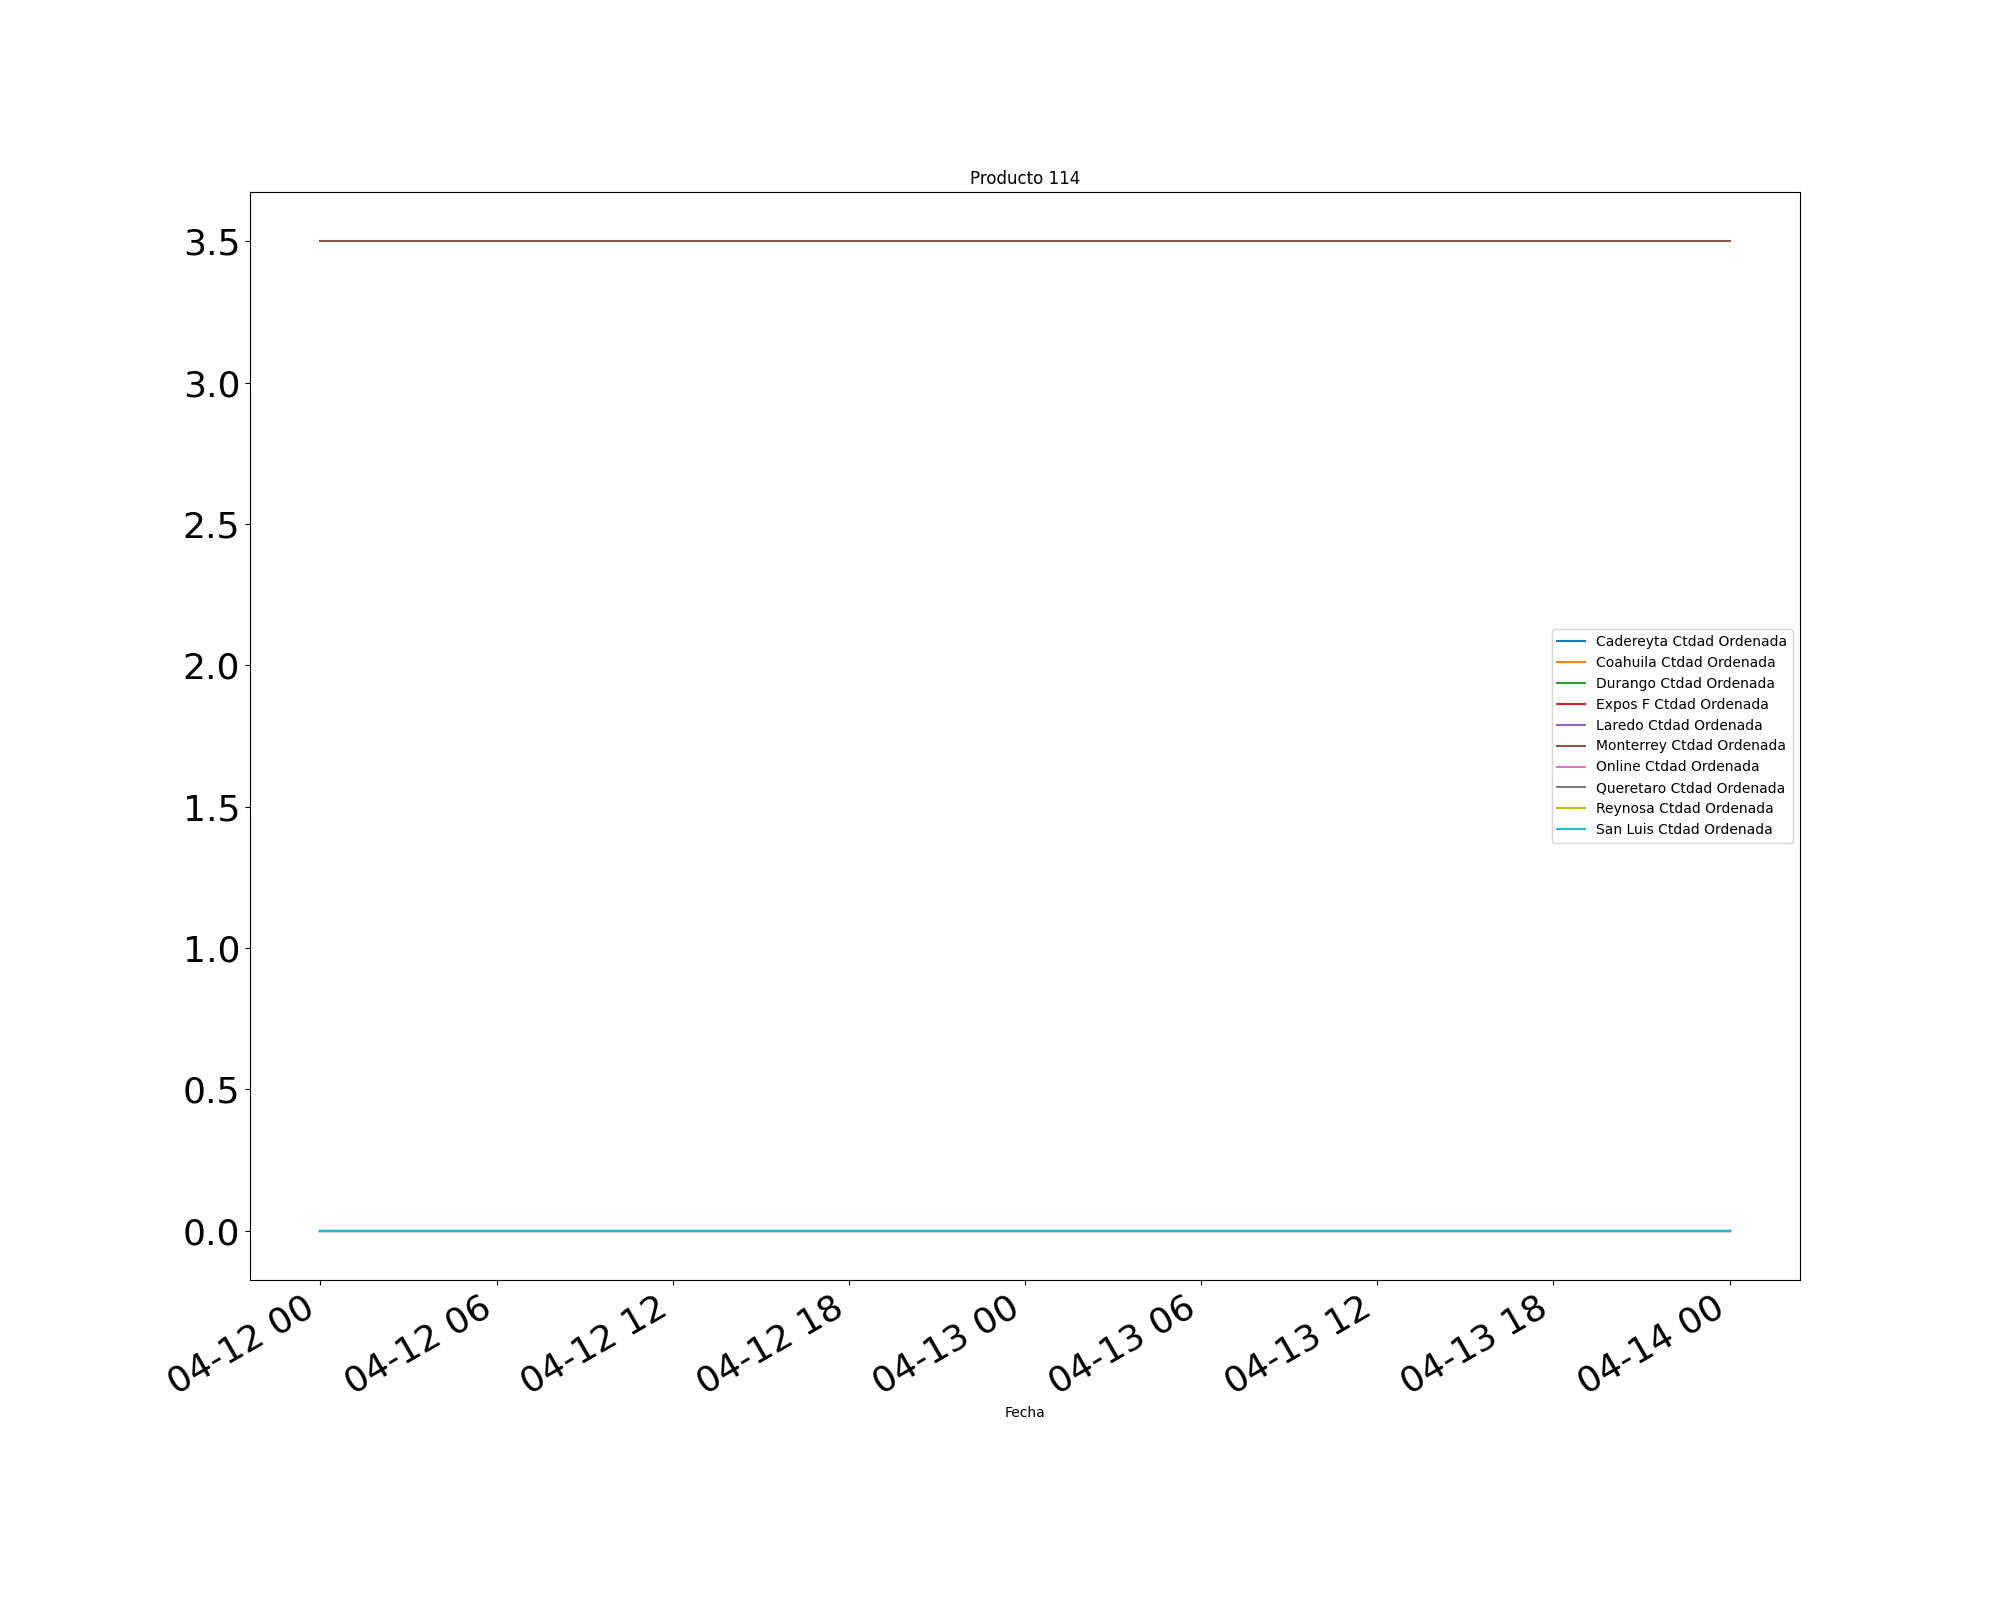 Producto 114
3.5
3.0
2.5
2.0
1.5
1.0
0.5
0.0
Cadereyta Ctdad Ordenada
Coahuila Ctdad Ordenada
Durango Ctdad Ordenada
Expos F Ctdad Ordenada
Laredo Ctdad Ordenada
Monterrey Ctdad Ordenada
Online Ctdad Ordenada
Queretaro Ctdad Ordenada
Reynosa Ctdad Ordenada
San Luis Ctdad Ordenada
04-12 00
04-12 06
04-12 12
04-12 18
04-13 00
04-13 06
04-13 12
04-13 18
04-14 00
Fecha